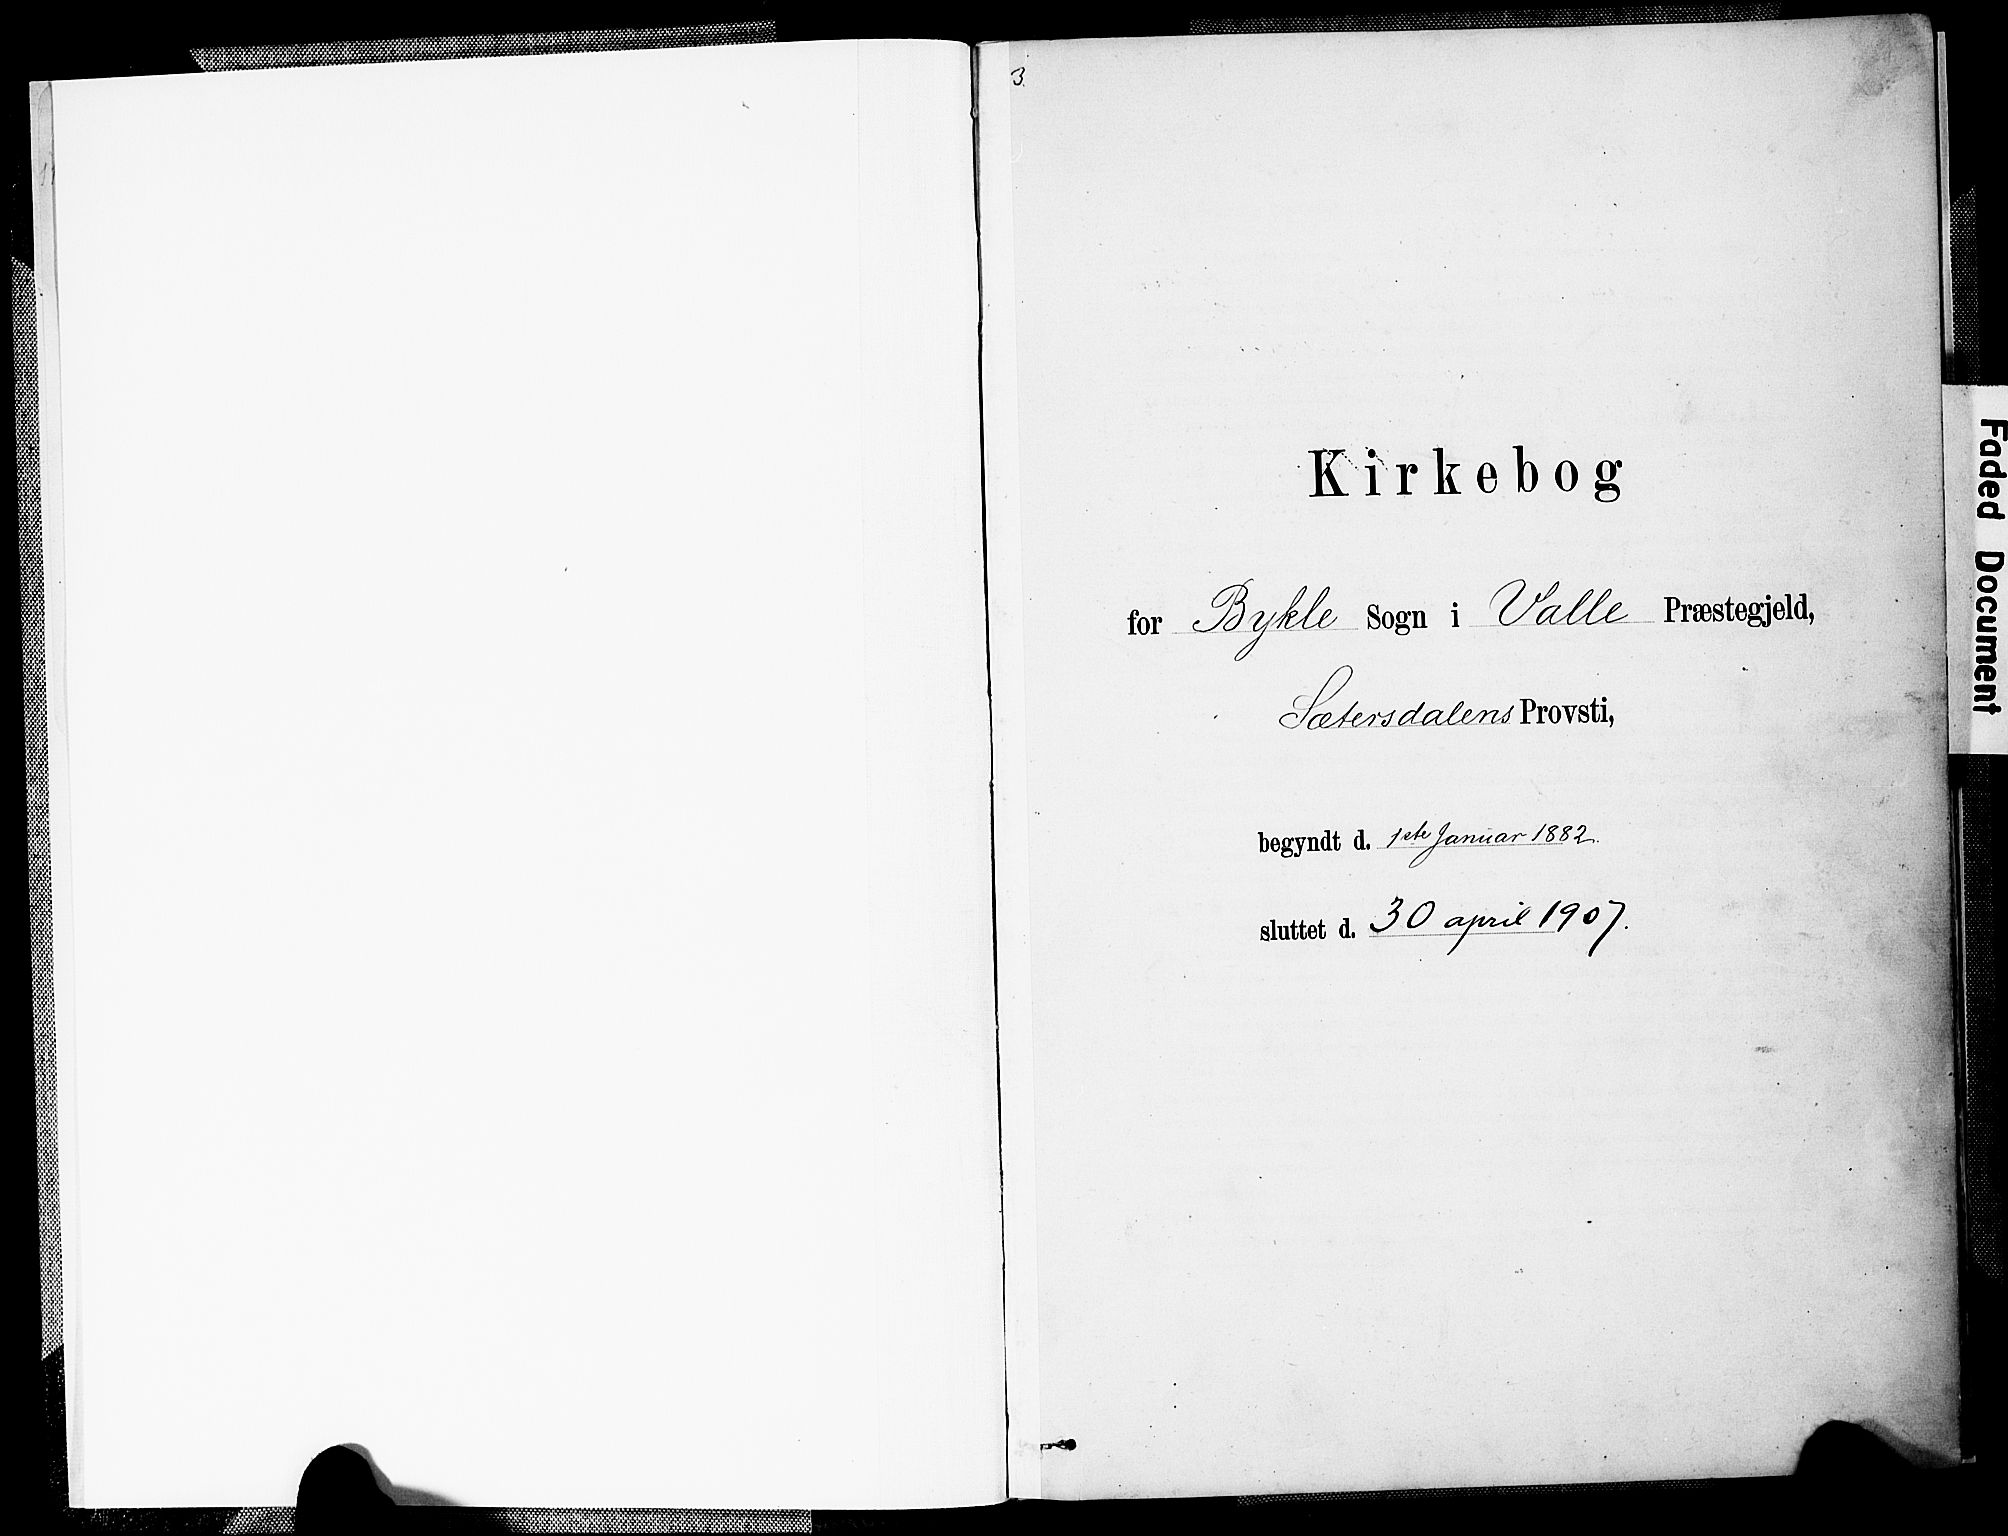 3.
Kirkebog
for Bykle Sogn i Valle Præstegjeld,
Sætersdalens Provsti,
begyndt d. 1ste Januar 1882.
sluttet d. 30 april 1907.
Faded Document